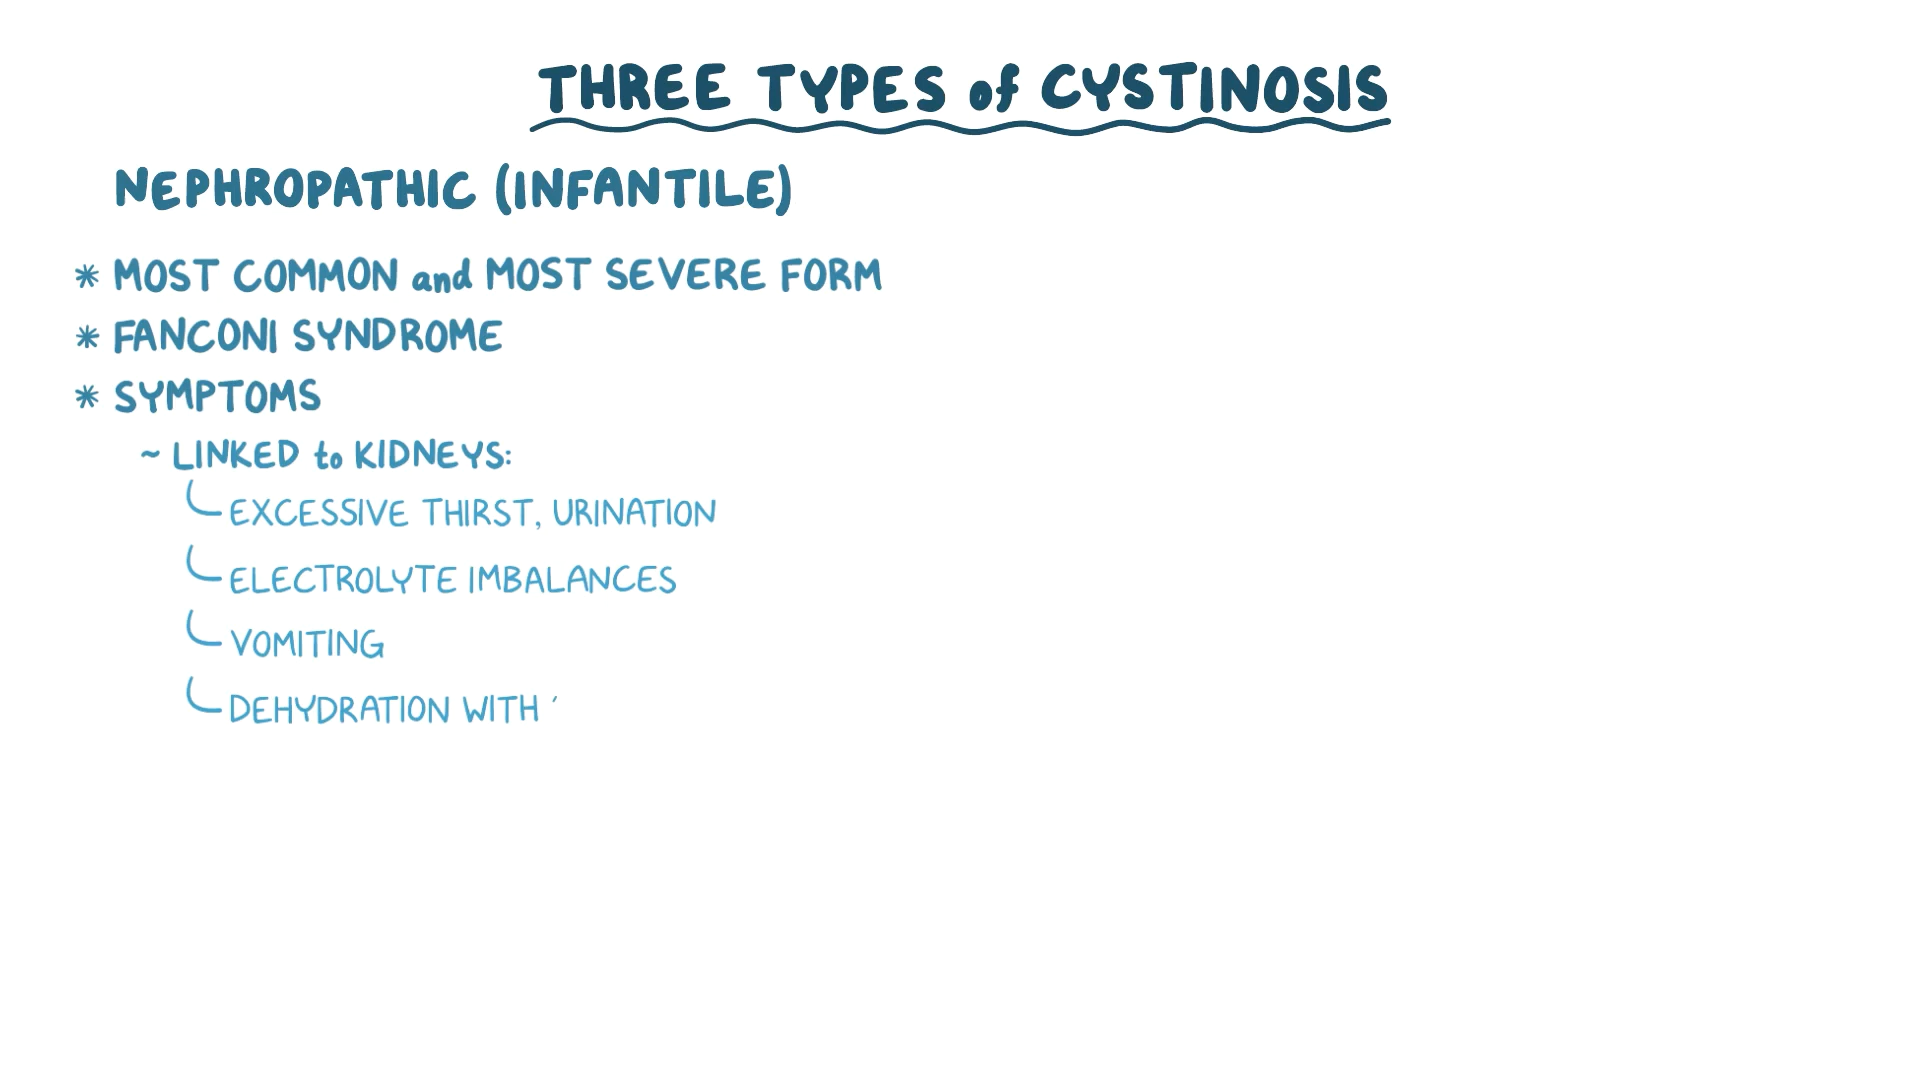 THREE TYPES of CYSTINOSIS
NEPHROPATHIC (INFANTILE)
* MOST COMMON and MOST SEVERE FORM
* FANCONI SYNDROME
* SYMPTOMS
~ LINKED to KIDNEYS:
EXCESSIVE THIRST, URINATION
ELECTROLYTE IMBALANCES
VOMITING
DEHYDRATION WITH